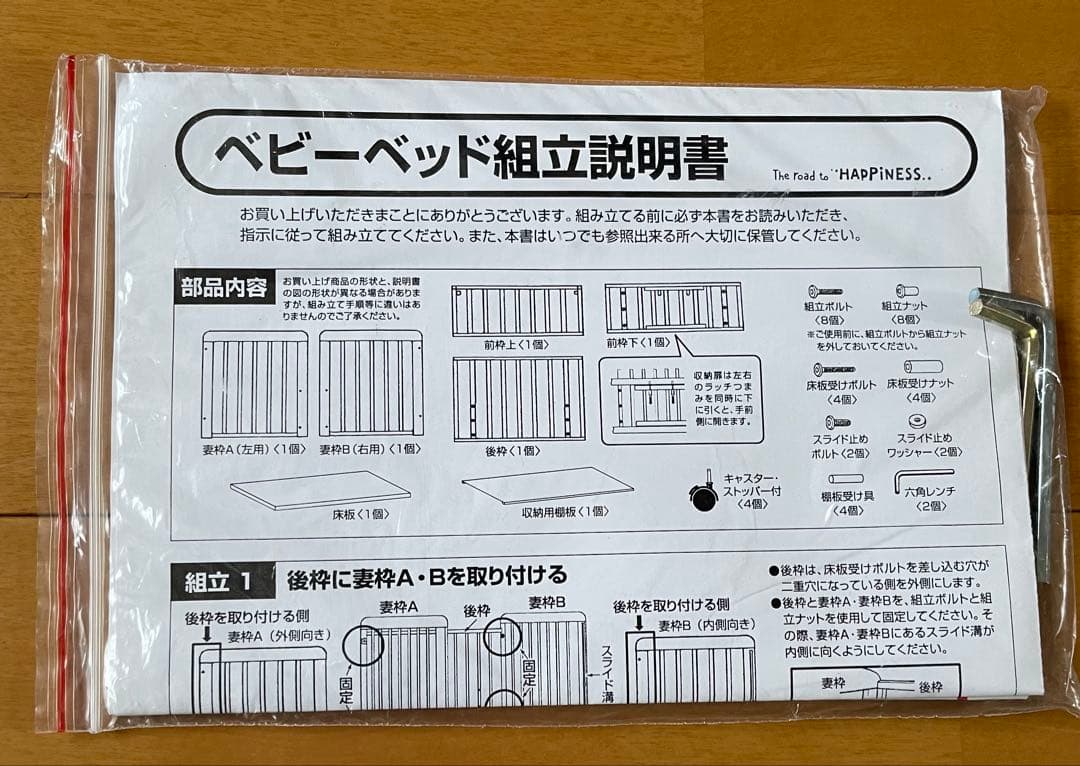 ベビーベッド組立説明書
The road to "HAPPiNESS..
お買い上げいただきまことにありがとうございます。組み立てる前に必ず本書をお読みいただき、
指示に従って組み立ててください。また、本書はいつでも参照出来る所へ大切に保管してください。
部品内容
お買い上げ商品の形状と、説明書
の図の形状が異なる場合がありま
すが、組み立て手順等に違いはあ
りませんのでご了承ください。
妻枠A(左用)〈1個〉
妻枠B(右用)〈1個〉
前枠上〈1個〉
前枠下〈1個〉
後枠〈1個〉
収納扉は左右
のラッチつま
みを同時に下
に引くと、手前
側に開きます。
床板〈1個〉
収納用棚板〈1個〉
キャスター・
ストッパー付
〈4個〉
組立ボルト
〈8個〉
組立ナット
〈8個〉
※ご使用前に、組立ボルトから組立ナット
を外しておいてください。
床板受けボルト
〈4個〉
床板受けナット
〈4個〉
スライド止め
ボルト〈2個〉
スライド止め
ワッシャー〈2個〉
棚板受け具
〈4個〉
六角レンチ
〈2個〉
組立 1
後枠に妻枠A・Bを取り付ける
後枠を取り付ける側
妻枠A(外側向き)
妻枠A
後枠
妻枠B
固定
固定
スライド溝
後枠を取り付ける側
妻枠B(内側向き)
●後枠は、床板受けボルトを差し込む穴が
二重穴になっている側を外側にします。
●後枠と妻枠A・妻枠Bを、組立ボルトと組
立ナットを使用して固定してください。そ
の際、妻枠A・妻枠Bにあるスライド溝が
内側に向くようにしてください。
妻枠
後枠